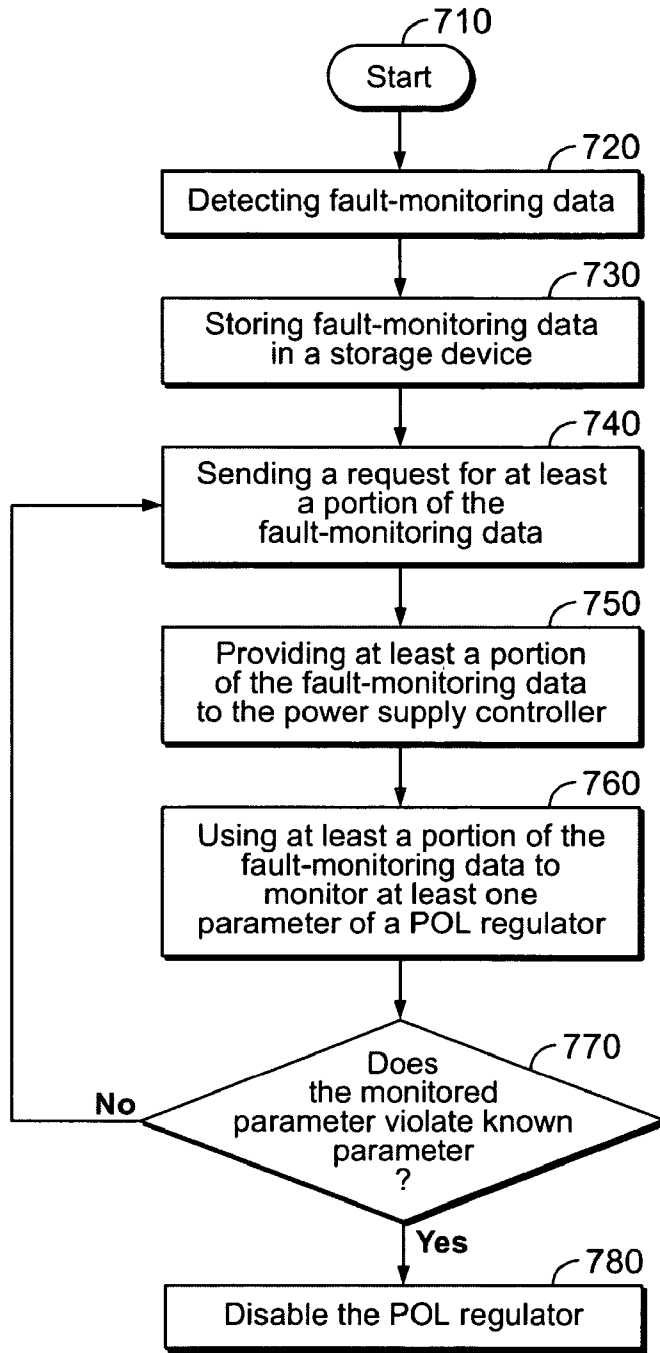 710
Start
720
Detecting fault-monitoring data
730
Storing fault-monitoring data
in a storage device
740
Sending a request for at least
a portion of the
fault-monitoring data
750
Providing at least a portion
of the fault-monitoring data
to the power supply controller
760
Using at least a portion of the
fault-monitoring data to
monitor at least one
parameter of a POL regulator
770
Does
the monitored
parameter violate known
parameter
?
No
Yes
780
Disable the POL regulator